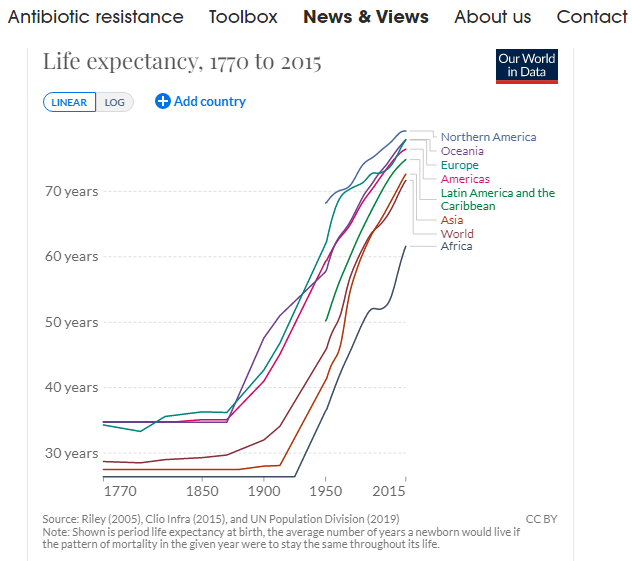 Antibiotic resistance Toolbox News & Views About us Contact
Life expectancy, 1770 to 2015
Our World
in Data
LINEAR LOG
Add country
Northern America
Oceania
Europe
Americas
Latin America and the
Caribbean
Asia
World
Africa
70 years
60 years
50 years
40 years
30 years
1770 1850 1900 1950 2015
Source: Riley (2005), Clio Infra (2015), and UN Population Division (2019) CC BY
Note: Shown is period life expectancy at birth, the average number of years a newborn would live if
the pattern of mortality in the given year were to stay the same throughout its life.